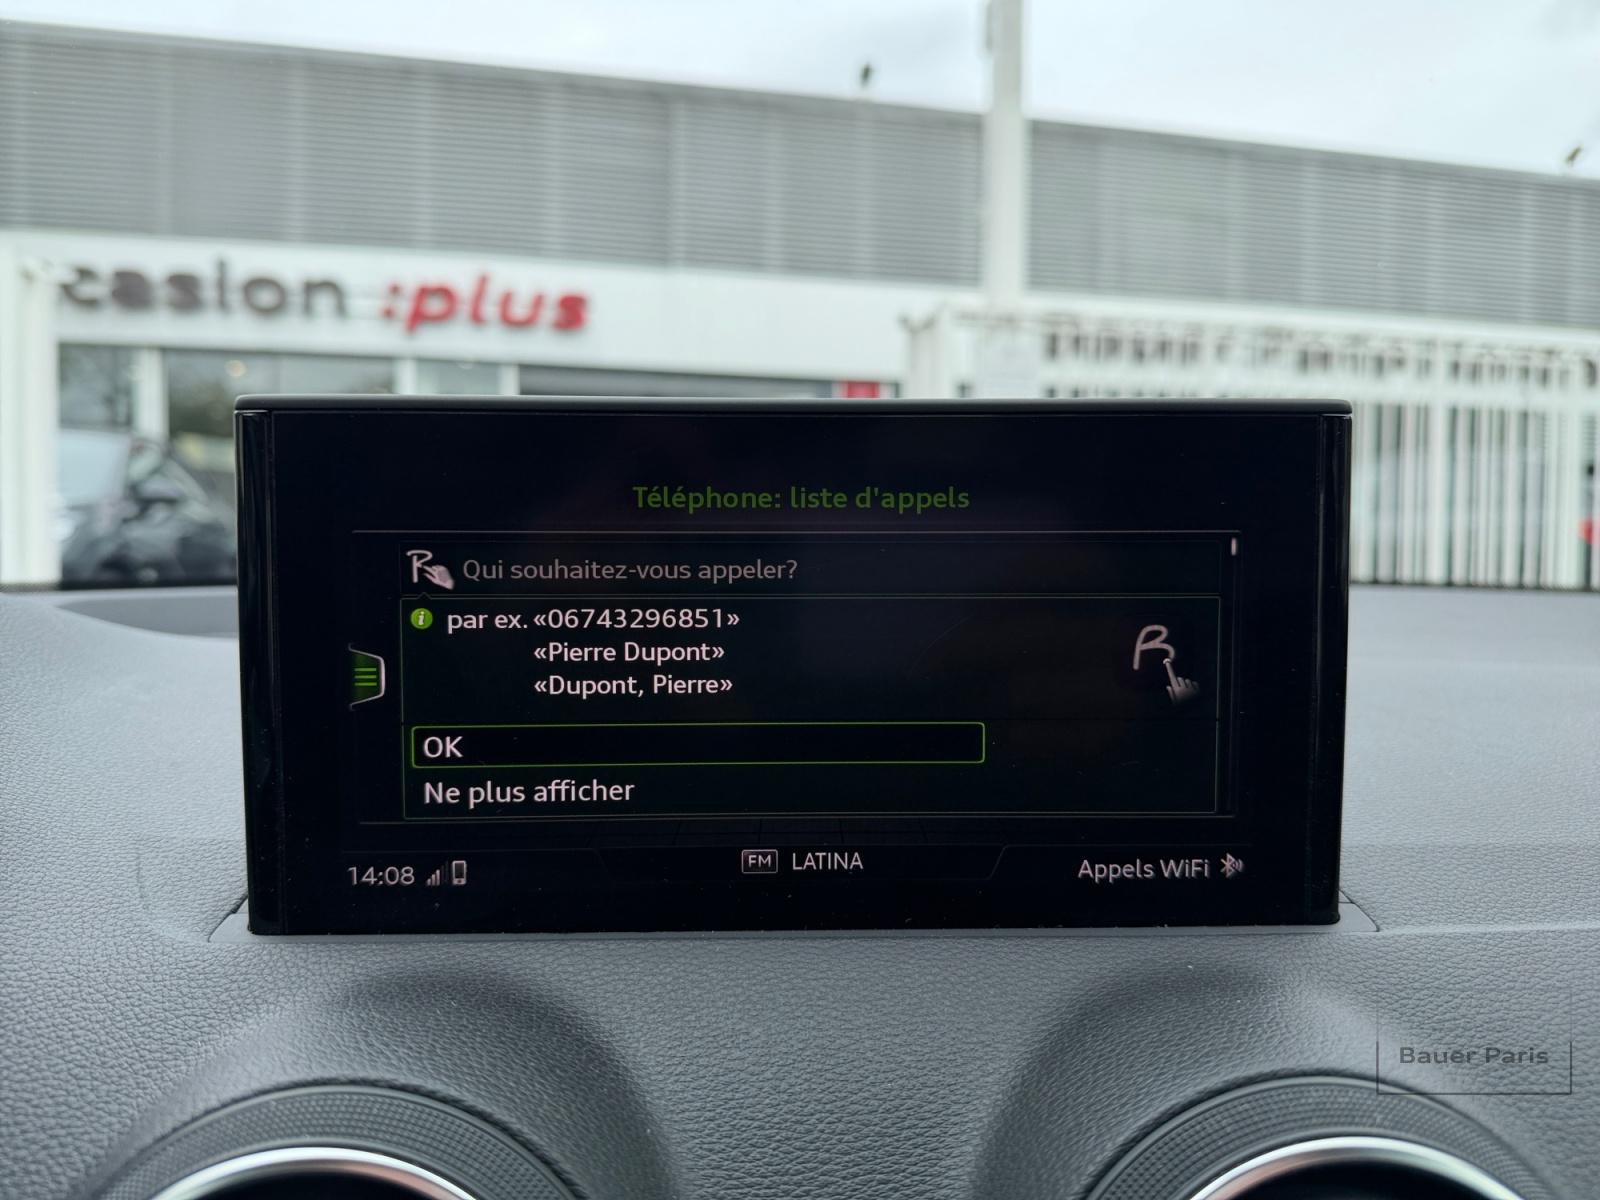 casion :plus
Téléphone: liste d'appels
Qui souhaitez-vous appeler?
par ex. «06743296851»
«Pierre Dupont»
«Dupont, Pierre»
OK
Ne plus afficher
14:08
FM LATINA
Appels WiFi
Bauer Paris